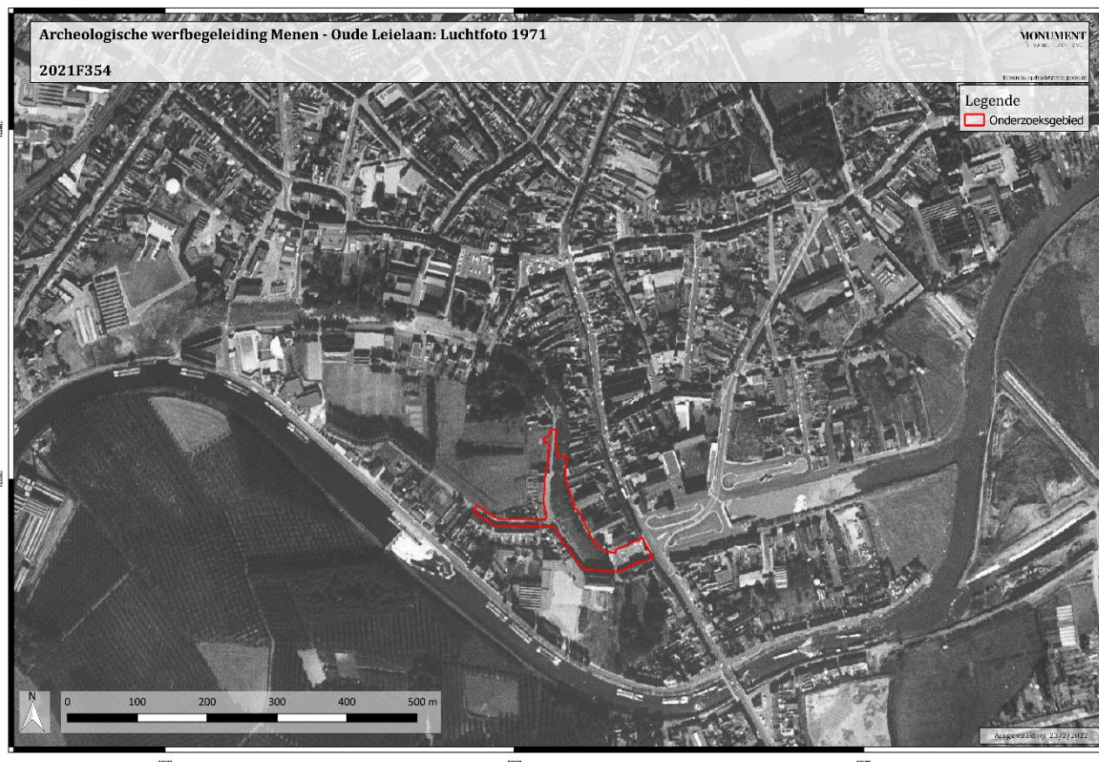 Archeologische werfbegeleiding Menen - Oude Leielaan: Luchtfoto 1971
2021F354
MONUMENT
Legende
Onderzoeksgebied
N
0 100 200 300 400 500 m